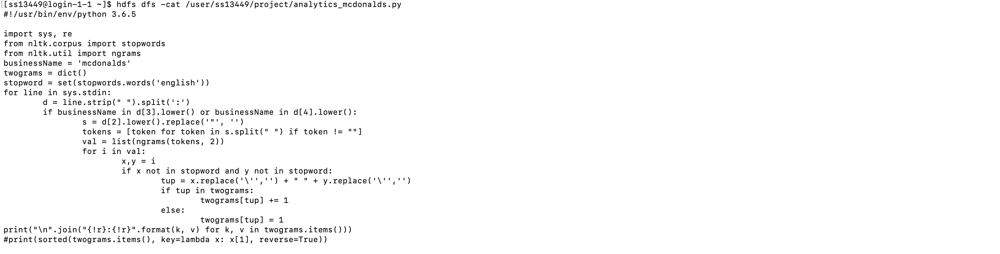 [[ss13449@login-1-1 ~]$ hdfs dfs -cat /user/ss13449/project/analytics_mcdonalds.py
#!/usr/bin/env/python 3.6.5

import sys, re
from nltk.corpus import stopwords
from nltk.util import ngrams
businessName = 'mcdonalds'
twograms = dict()
stopword = set(stopwords.words('english'))
for line in sys.stdin:
        d = line.strip(" ").split(':')
        if businessName in d[3].lower() or businessName in d[4].lower():
                s = d[2].lower().replace('"', '')
                tokens = [token for token in s.split(" ") if token != ""]
                val = list(ngrams(tokens, 2))
                for i in val:
                        x,y = i
                        if x not in stopword and y not in stopword:
                                tup = x.replace('\'','') + " " + y.replace('\'','')
                                if tup in twograms:
                                        twograms[tup] += 1
                                else:
                                        twograms[tup] = 1
print("\n".join("{!r}:{!r}".format(k, v) for k, v in twograms.items()))
#print(sorted(twograms.items(), key=lambda x: x[1], reverse=True))